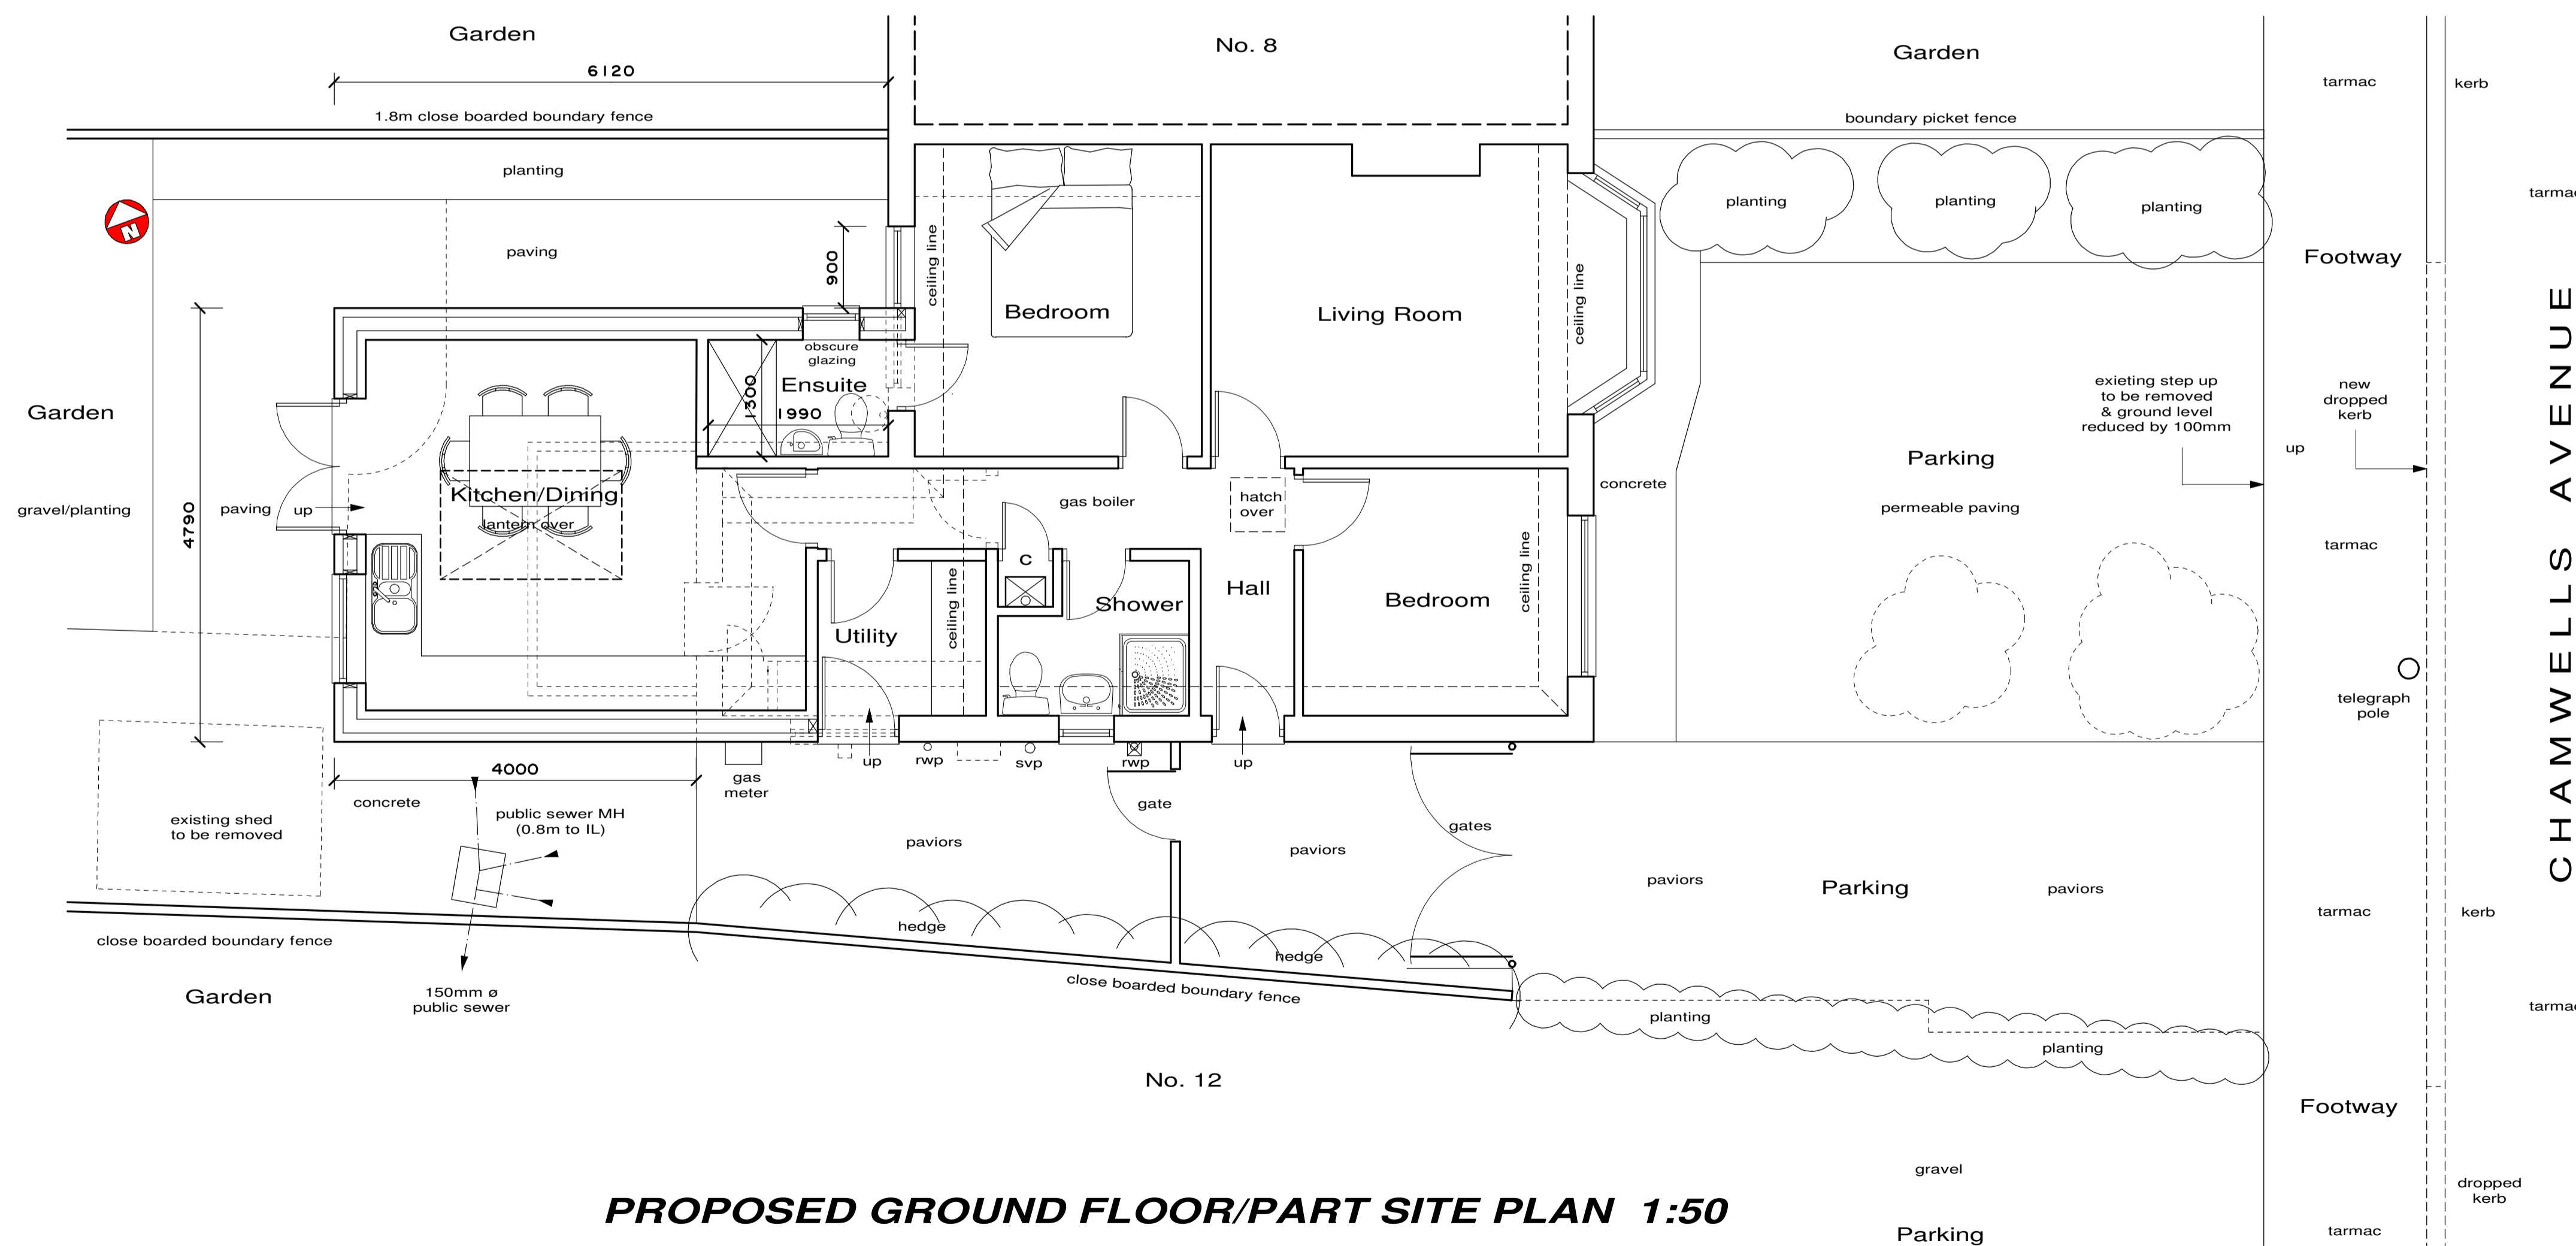 Garden
No. 8
Garden
6120
tarmac
kerb
1.8m close boarded boundary fence
boundary picket fence
planting
planting
planting
planting
N
paving
900
ceiling line
Bedroom
Living Room
ceiling line
Footway
obscure
glazing
Ensuite
1300
1990
Garden
exieting step up
to be removed
& ground level
reduced by 100mm
new
dropped
kerb
up
CHAMWELLS AVENUE
Parking
permeable paving
concrete
tarmac
Kitchen/Dining
lantern over
gravel/planting
paving
up
4790
gas boiler
hatch
over
c
ceiling line
Hall
Shower
Bedroom
ceiling line
Utility
telegraph
pole
4000
gas
meter
up
rwp
svp
rwp
up
concrete
public sewer MH
(0.8m to IL)
existing shed
to be removed
gate
gates
paviors
paviors
paviors
Parking
paviors
tarmac
kerb
hedge
hedge
close boarded boundary fence
close boarded boundary fence
Garden
150mm ø
public sewer
planting
planting
No. 12
Footway
gravel
dropped
kerb
PROPOSED GROUND FLOOR/PART SITE PLAN 1:50
Parking
tarmac